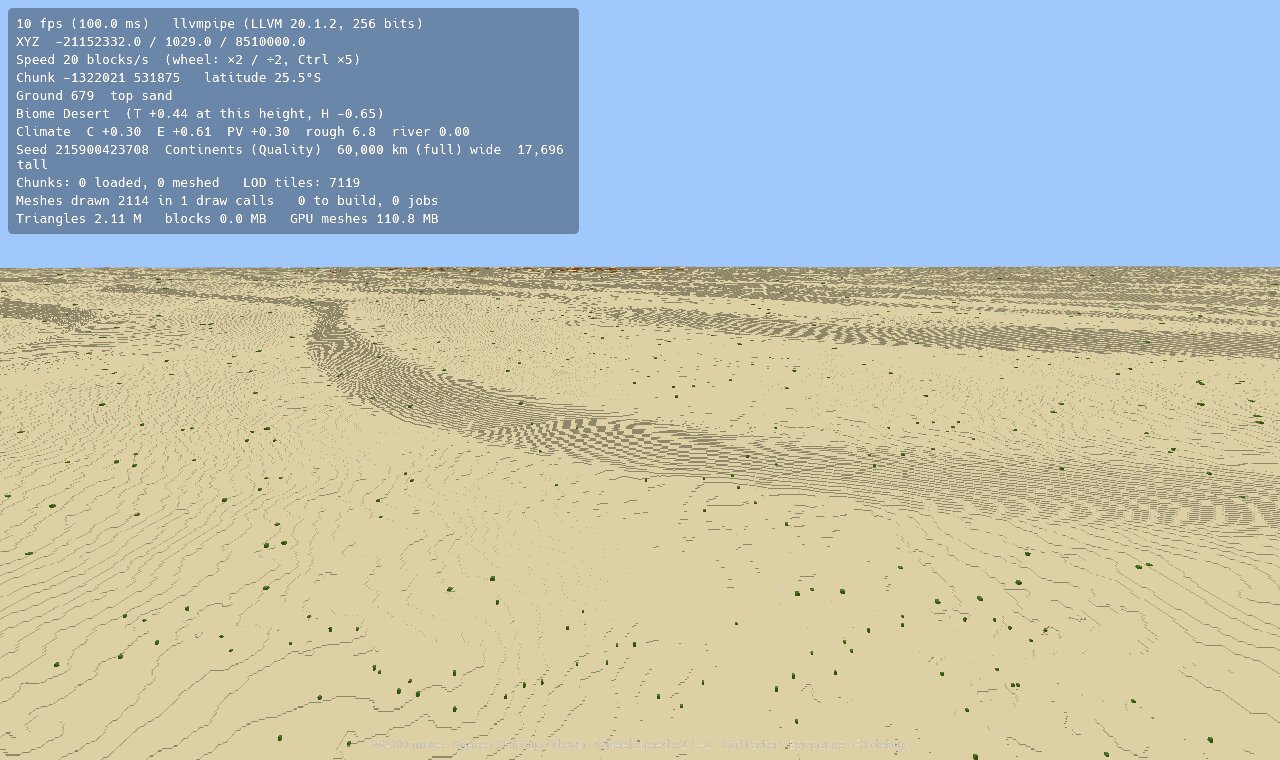 10 fps (100.0 ms)   llvmpipe (LLVM 20.1.2, 256 bits)
XYZ  -21152332.0 / 1029.0 / 8510000.0
Speed 20 blocks/s  (wheel: ×2 / ÷2, Ctrl ×5)
Chunk -1322021 531875   latitude 25.5°S
Ground 679  top sand
Biome Desert  (T +0.44 at this height, H -0.65)
Climate  C +0.30  E +0.61  PV +0.30  rough 6.8  river 0.00
Seed 215900423708  Continents (Quality)  60,000 km (full) wide  17,696
tall
Chunks: 0 loaded, 0 meshed   LOD tiles: 7119
Meshes drawn 2114 in 1 draw calls   0 to build, 0 jobs
Triangles 2.11 M   blocks 0.0 MB   GPU meshes 110.8 MB